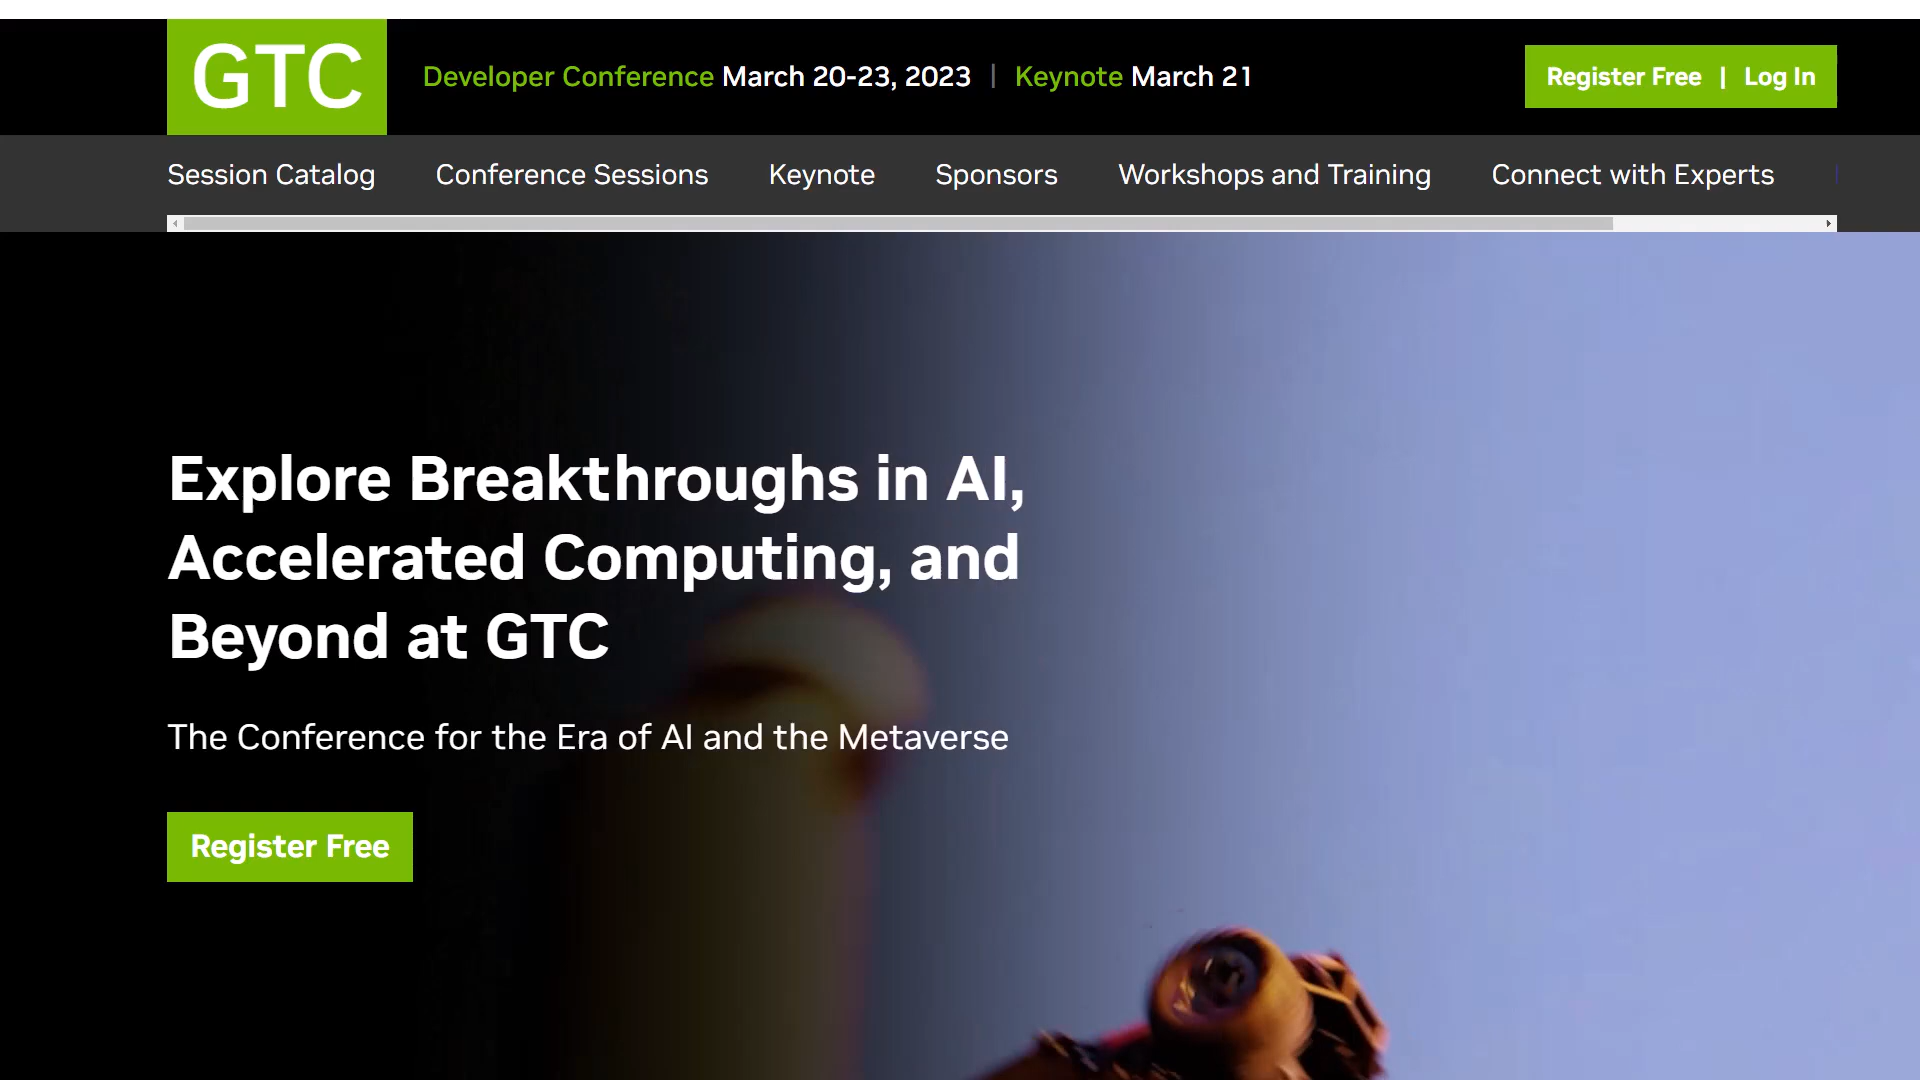 GTC
Developer Conference March 20-23, 2023 | Keynote March 21
Register Free | Log In
Session Catalog Conference Sessions Keynote Sponsors Workshops and Training Connect with Experts
Explore Breakthroughs in AI,
Accelerated Computing, and
Beyond at GTC
The Conference for the Era of AI and the Metaverse
Register Free